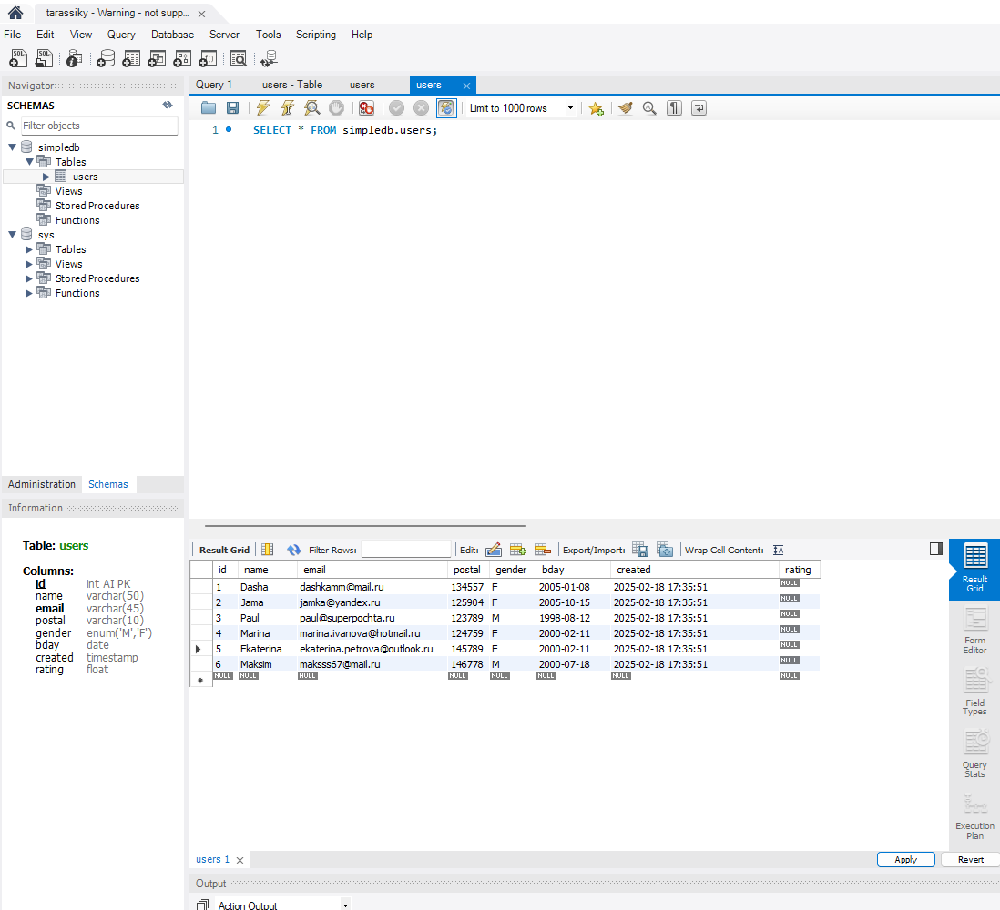 tarassiky - Warning - not supp...
File Edit View Query Database Server Tools Scripting Help
Navigator
SCHEMAS
Filter objects
simpledb
Tables
users
Views
Stored Procedures
Functions
sys
Tables
Views
Stored Procedures
Functions
Administration Schemas
Information
Table: users
Columns:
id int AI PK
name varchar(50)
email varchar(45)
postal varchar(10)
gender enum('M','F')
bday date
created timestamp
rating float
Query 1 users - Table users users
Limit to 1000 rows
1 SELECT * FROM simpledb.users;
Result Grid Filter Rows: Edit: Export/Import: Wrap Cell Content:
id name email postal gender bday created rating
1 Dasha dashkamm@mail.ru 134557 F 2005-01-08 2025-02-18 17:35:51 NULL
2 Jama jamka@yandex.ru 125904 F 2005-10-15 2025-02-18 17:35:51 NULL
3 Paul paul@superpochta.ru 123789 M 1998-08-12 2025-02-18 17:35:51 NULL
4 Marina marina.ivanova@hotmail.ru 124759 F 2000-02-11 2025-02-18 17:35:51 NULL
5 Ekaterina ekaterina.petrova@outlook.ru 145789 F 2000-02-11 2025-02-18 17:35:51 NULL
6 Maksim maksss67@mail.ru 146778 M 2000-07-18 2025-02-18 17:35:51 NULL
NULL NULL NULL NULL NULL NULL NULL NULL
Result
Grid
Form
Editor
Field
Types
Query
Stats
Execution
Plan
users 1
Apply Revert
Output
Action Output